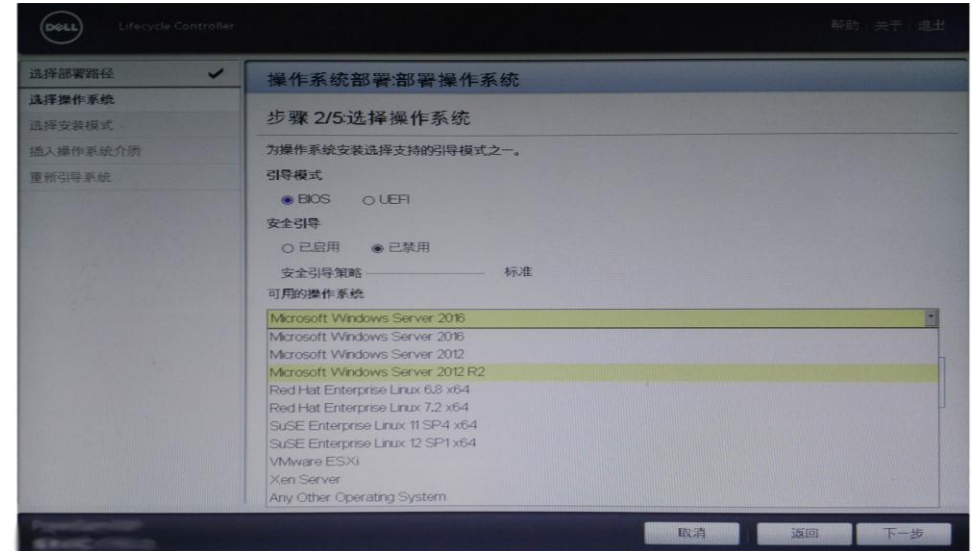 DELL
Lifecycle Controller
帮助 | 关于 | 退出
选择部署路径
选择操作系统
选择安装模式
插入操作系统介质
重新引导系统
操作系统部署:部署操作系统
步骤 2/5:选择操作系统
为操作系统安装选择支持的引导模式之一。
引导模式
BIOS UEFI
安全引导
已启用 已禁用
安全引导策略 标准
可用的操作系统
Microsoft Windows Server 2016
Microsoft Windows Server 2016
Microsoft Windows Server 2012
Microsoft Windows Server 2012 R2
Red Hat Enterprise Linux 6.8 x64
Red Hat Enterprise Linux 7.2 x64
SuSE Enterprise Linux 11 SP4 x64
SuSE Enterprise Linux 12 SP1 x64
VMware ESXi
Xen Server
Any Other Operating System
取消 返回 下一步